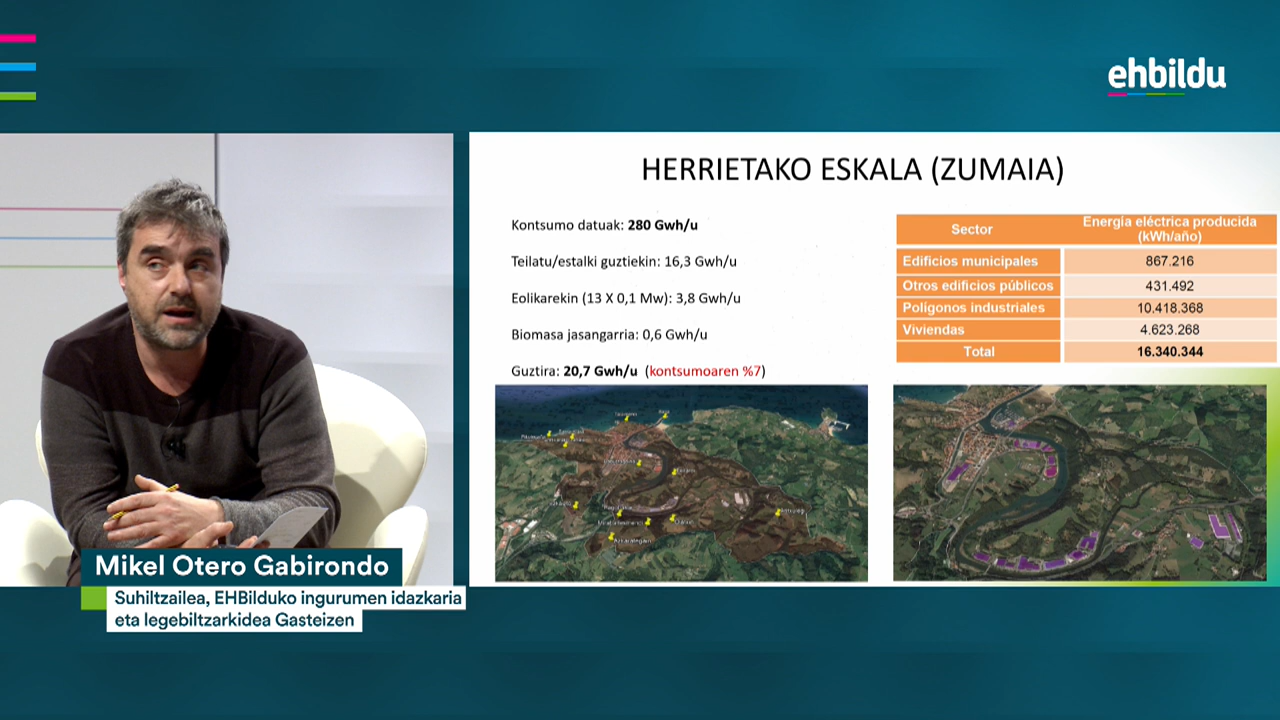 ehbildu
HERRIETAKO ESKALA (ZUMAIA)
Kontsumo datuak: 280 Gwh/u
Teilatu/estalki guztiekin: 16,3 Gwh/u
Eolikarekin (13 X 0,1 Mw): 3,8 Gwh/u
Biomasa jasangarria: 0,6 Gwh/u
Guztira: 20,7 Gwh/u (kontsumoaren %7)
Sector Energía eléctrica producida
(kWh/año)
Edificios municipales 867.216
Otros edificios públicos 431.492
Polígonos industriales 10.418.368
Viviendas 4.623.268
Total 16.340.344
Mikel Otero Gabirondo
Suhiltzailea, EHBilduko ingurumen idazkaria
eta legebiltzarkidea Gasteizen